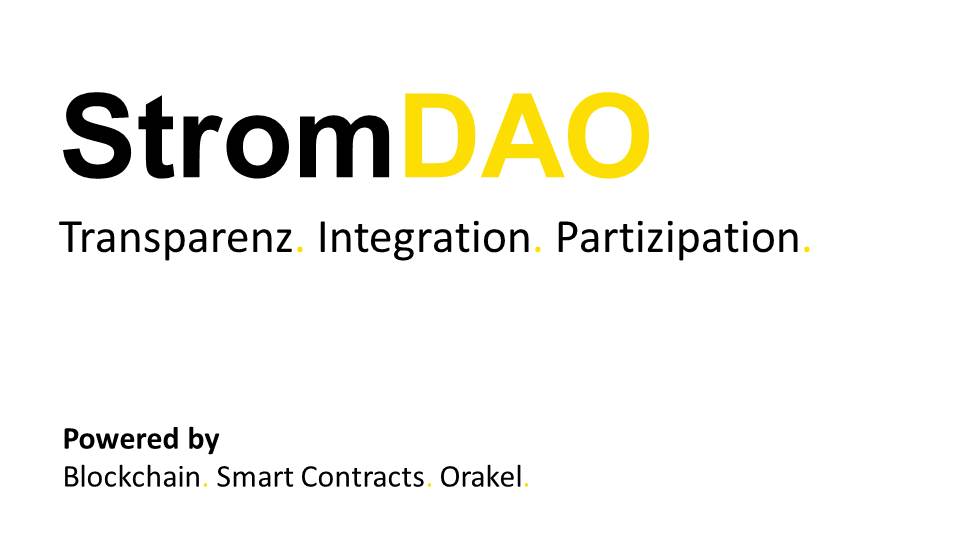 StromDAO
Transparenz. Integration. Partizipation.
Powered by
Blockchain. Smart Contracts. Orakel.